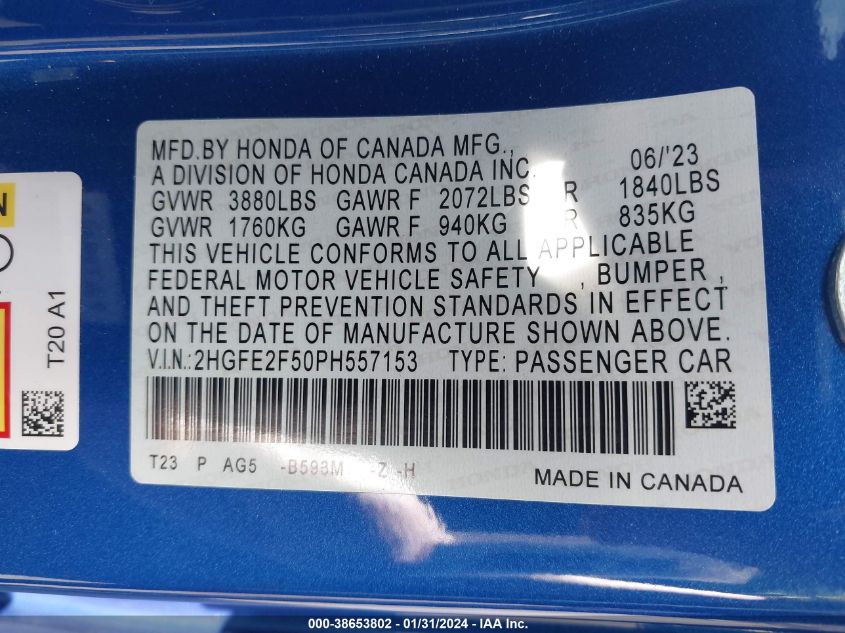 MFD.BY HONDA OF CANADA MFG.,
A DIVISION OF HONDA CANADA INC. 06/'23
GVWR 3880LBS GAWR F 2072LBS R 1840LBS
GVWR 1760KG GAWR F 940KG R 835KG
THIS VEHICLE CONFORMS TO ALL APPLICABLE
FEDERAL MOTOR VEHICLE SAFETY , BUMPER ,
AND THEFT PREVENTION STANDARDS IN EFFECT
ON THE DATE OF MANUFACTURE SHOWN ABOVE.
V.I.N.:2HGFE2F50PH557153 TYPE: PASSENGER CAR
T23 P AG5 -B593M -Z -H
MADE IN CANADA
N
T20 A1
000-38653802 - 01/31/2024 - IAA Inc.